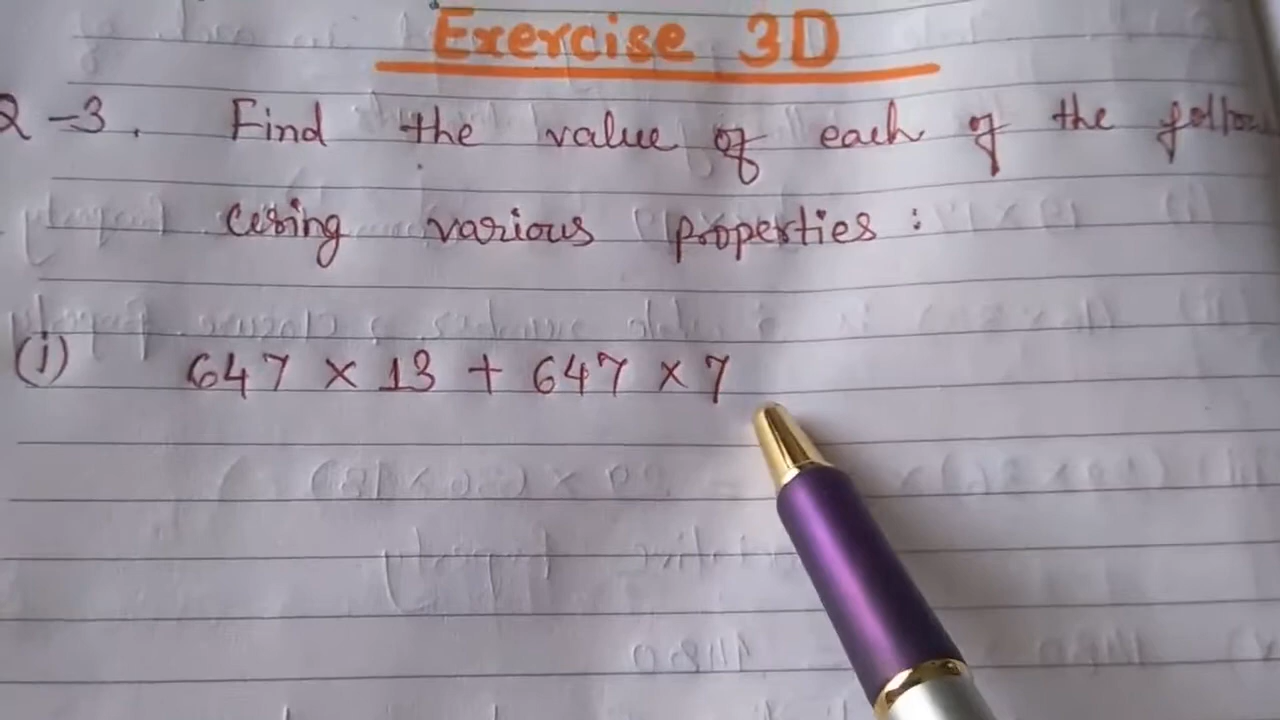 Exercise 3D
Q-3. Find the value of each of the
using various properties :
(i) 647 × 13 + 647 × 7